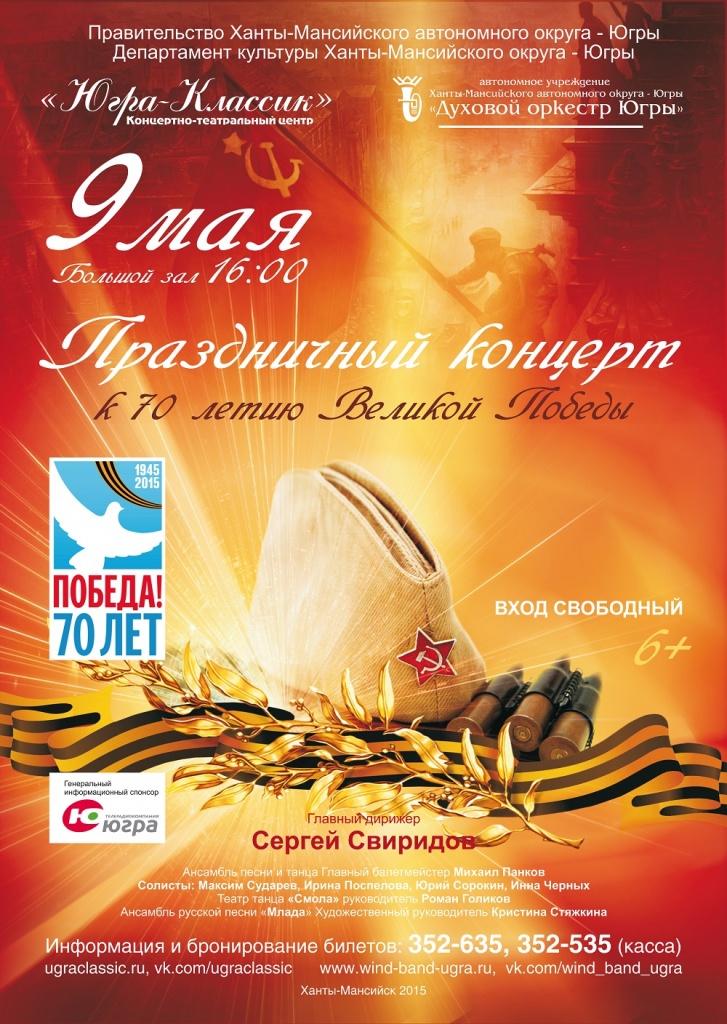 Правительство Ханты-Мансийского автономного округа - Югры
Департамент культуры Ханты-Мансийского округа - Югры
«Югра-Классик»
Концертно-театральный центр
автономное учреждение
Ханты-Мансийского автономного округа - Югры
«Духовой оркестр Югры»
9 мая
Большой зал 16:00
Праздничный концерт
к 70 летию Великой Победы
1945
2015
ПОБЕДА!
70 ЛЕТ
ВХОД СВОБОДНЫЙ
6+
Генеральный
информационный спонсор
ТЕЛЕРАДИОКОМПАНИЯ
Ю югра
Главный дирижер
Сергей Свиридов
Ансамбль песни и танца Главный балетмейстер Михаил Панков
Солисты: Максим Сударев, Ирина Поспелова, Юрий Сорокин, Инна Черных
Театр танца «Смола» руководитель Роман Голиков
Ансамбль русской песни «Млада» Художественный руководитель Кристина Стяжкина
Информация и бронирование билетов: 352-635, 352-535 (касса)
ugraclassic.ru, vk.com/ugraclassic www.wind-band-ugra.ru, vk.com/wind_band_ugra
Ханты-Мансийск 2015